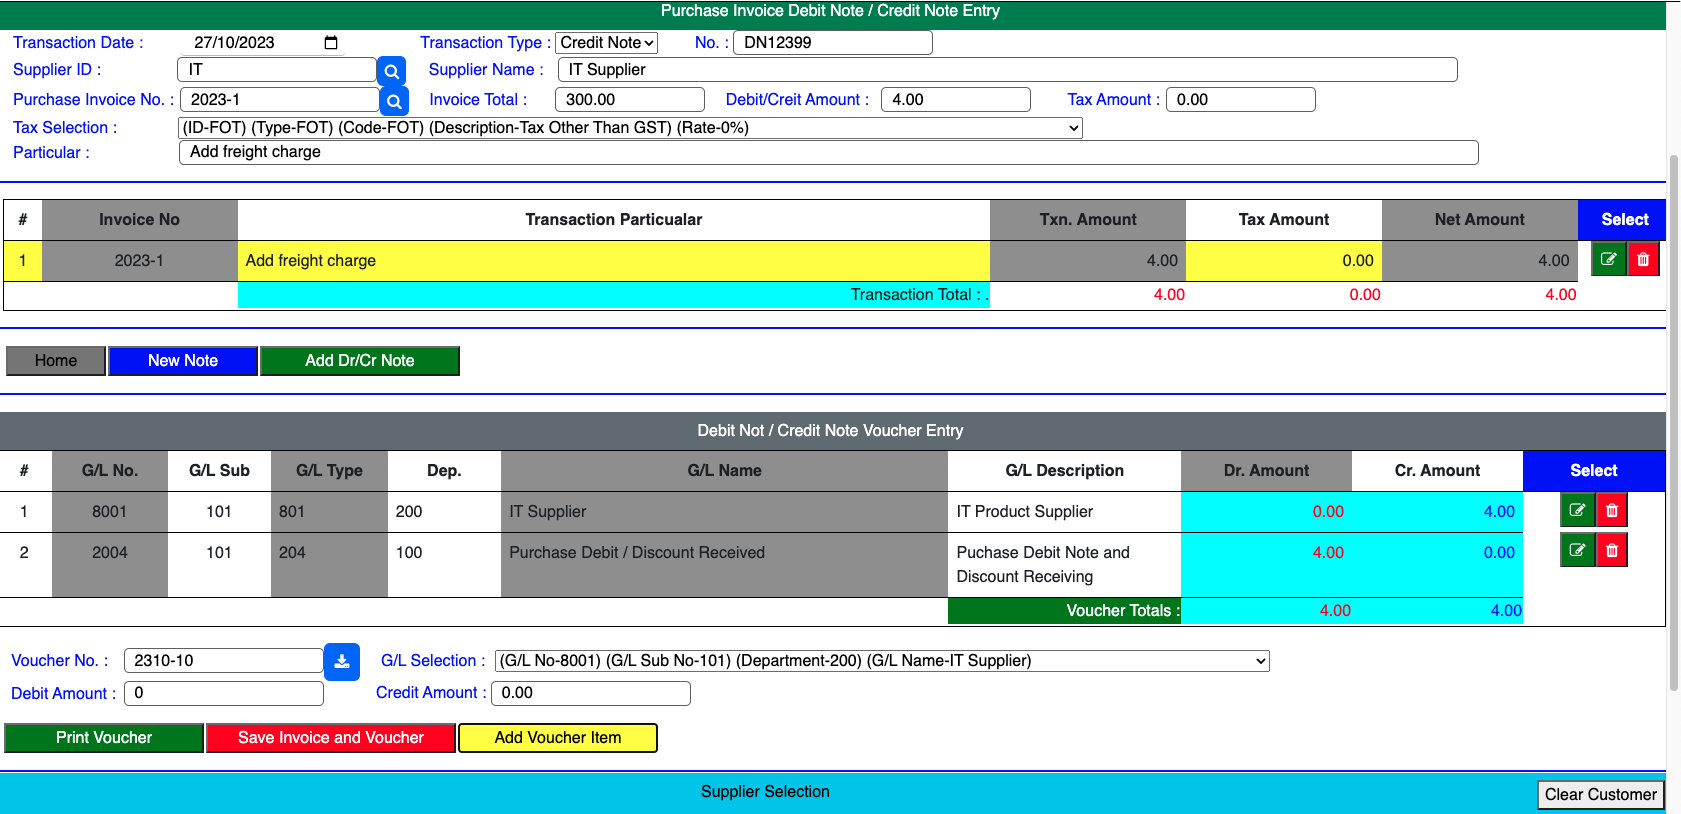 Purchase Invoice Debit Note / Credit Note Entry
Transaction Date : 27/10/2023 Transaction Type : Credit Note No. : DN12399
Supplier ID : IT Supplier Name : IT Supplier
Purchase Invoice No. : 2023-1 Invoice Total : 300.00 Debit/Creit Amount : 4.00 Tax Amount : 0.00
Tax Selection : (ID-FOT) (Type-FOT) (Code-FOT) (Description-Tax Other Than GST) (Rate-0%)
Particular : Add freight charge
# Invoice No Transaction Particualar Txn. Amount Tax Amount Net Amount Select
1 2023-1 Add freight charge 4.00 0.00 4.00
Transaction Total : . 4.00 0.00 4.00
Home New Note Add Dr/Cr Note
Debit Not / Credit Note Voucher Entry
# G/L No. G/L Sub G/L Type Dep. G/L Name G/L Description Dr. Amount Cr. Amount Select
1 8001 101 801 200 IT Supplier IT Product Supplier 0.00 4.00
2 2004 101 204 100 Purchase Debit / Discount Received Puchase Debit Note and 4.00 0.00
Discount Receiving
Voucher Totals : 4.00 4.00
Voucher No. : 2310-10 G/L Selection : (G/L No-8001) (G/L Sub No-101) (Department-200) (G/L Name-IT Supplier)
Debit Amount : 0 Credit Amount : 0.00
Print Voucher Save Invoice and Voucher Add Voucher Item
Supplier Selection Clear Customer